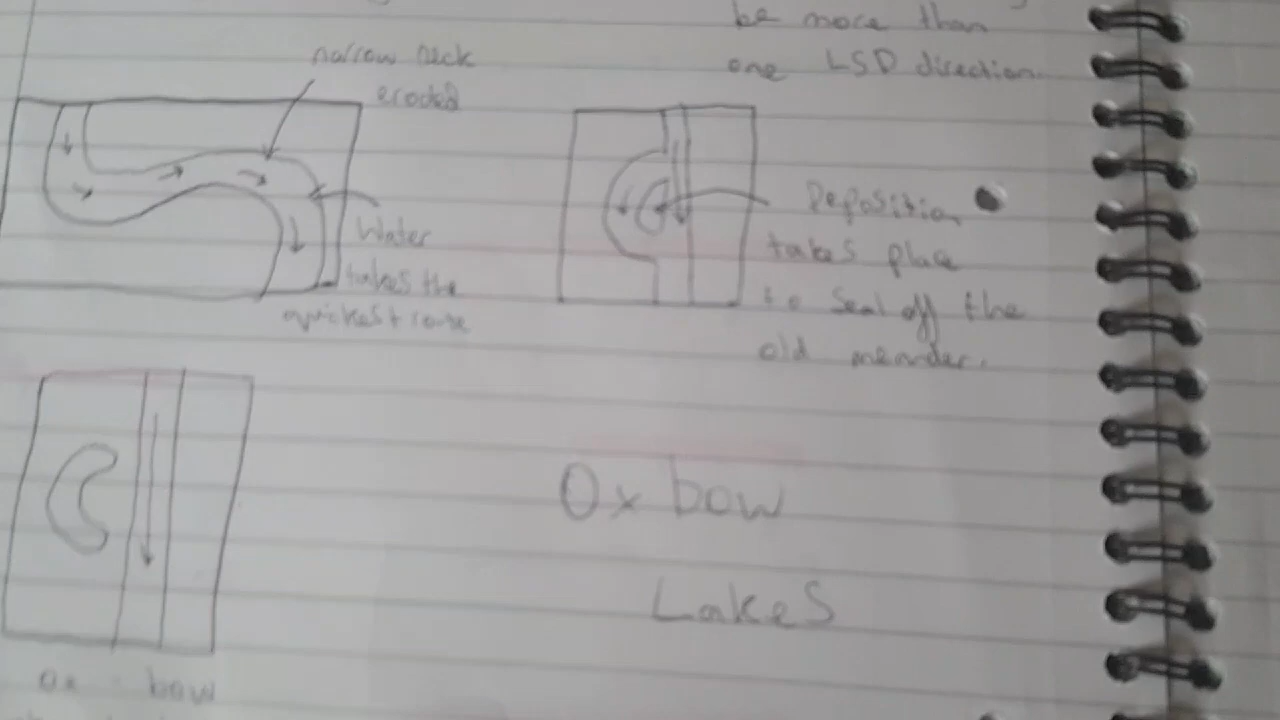 be more than
one LSD direction.
narrow neck
eroded
Water
takes the
quickest route
Deposition
takes place
to seal off the
old meander.
Ox bow
Lakes
ox - bow